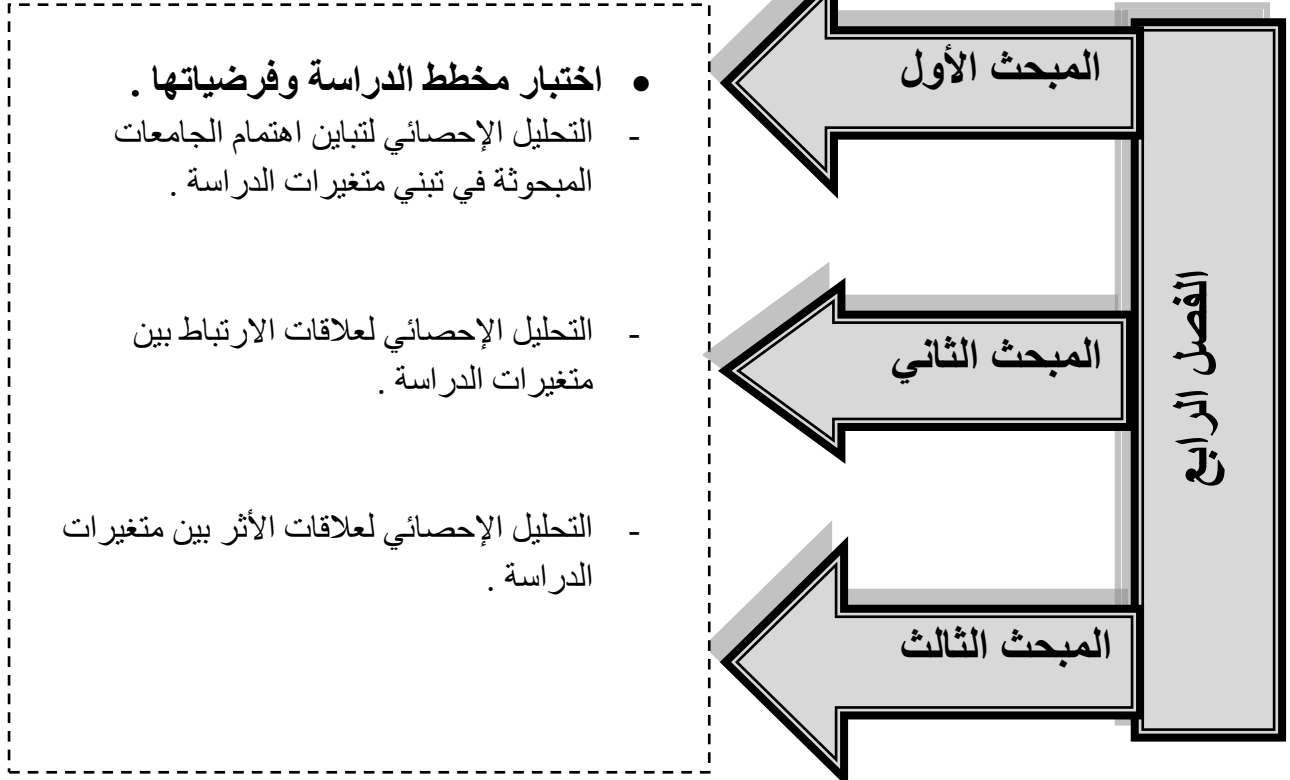 الفصل الرابع
المبحث الأول
• اختبار مخطط الدراسة وفرضياتها .
- التحليل الإحصائي لتباين اهتمام الجامعات
المبحوثة في تبني متغيرات الدراسة .
المبحث الثاني
- التحليل الإحصائي لعلاقات الارتباط بين
متغيرات الدراسة .
المبحث الثالث
- التحليل الإحصائي لعلاقات الأثر بين متغيرات
الدراسة .